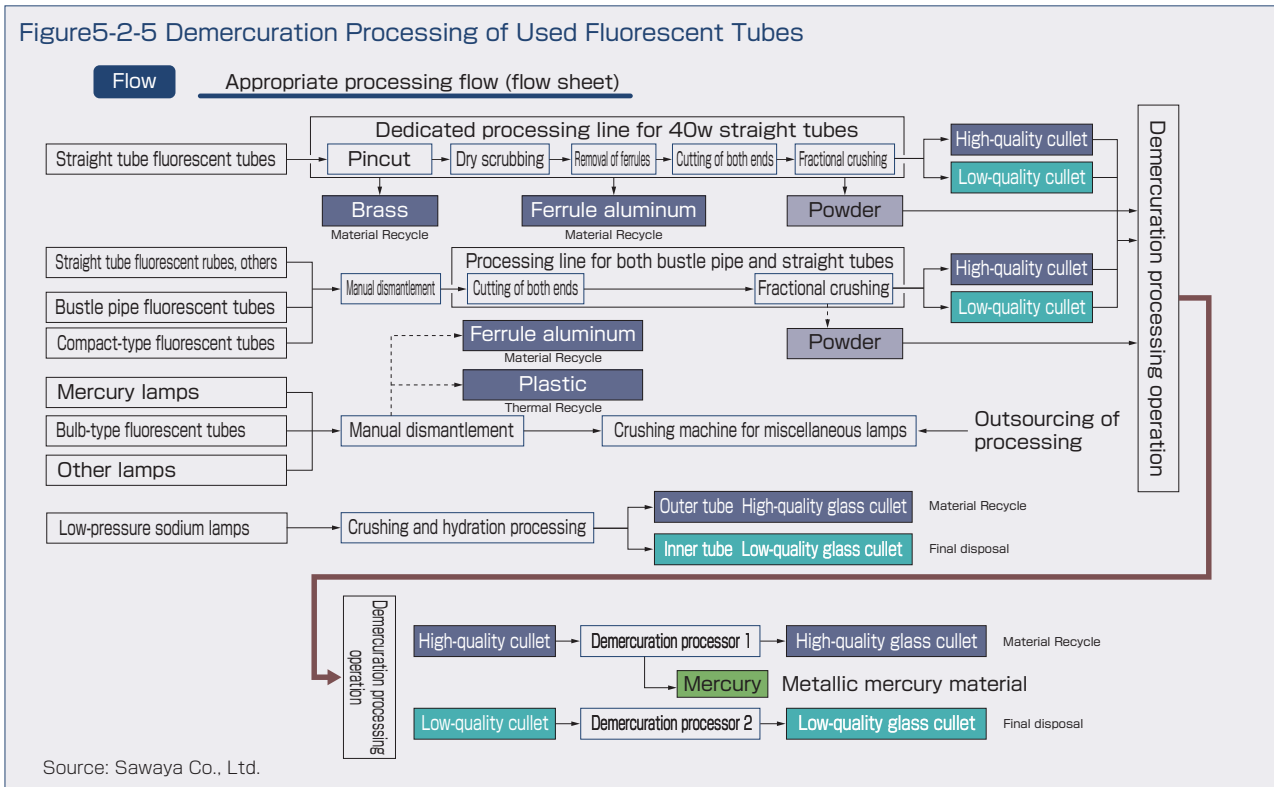 Figure5-2-5 Demercuration Processing of Used Fluorescent Tubes
Flow
Appropriate processing flow (flow sheet)
Dedicated processing line for 40w straight tubes
Straight tube fluorescent tubes
Pincut
Dry scrubbing
Removal of ferrules
Cutting of both ends
Fractional crushing
High-quality cullet
Low-quality cullet
Brass
Material Recycle
Ferrule aluminum
Material Recycle
Powder
Demercuration processing operation
Straight tube fluorescent rubes, others
Bustle pipe fluorescent tubes
Compact-type fluorescent tubes
Manual dismantlement
Processing line for both bustle pipe and straight tubes
Cutting of both ends
Fractional crushing
High-quality cullet
Low-quality cullet
Powder
Ferrule aluminum
Material Recycle
Plastic
Thermal Recycle
Mercury lamps
Bulb-type fluorescent tubes
Other lamps
Manual dismantlement
Crushing machine for miscellaneous lamps
Outsourcing of
processing
Low-pressure sodium lamps
Crushing and hydration processing
Outer tube High-quality glass cullet
Material Recycle
Inner tube Low-quality glass cullet
Final disposal
Demercuration processing
operation
High-quality cullet
Demercuration processor 1
High-quality glass cullet
Material Recycle
Mercury
Metallic mercury material
Low-quality cullet
Demercuration processor 2
Low-quality glass cullet
Final disposal
Source: Sawaya Co., Ltd.